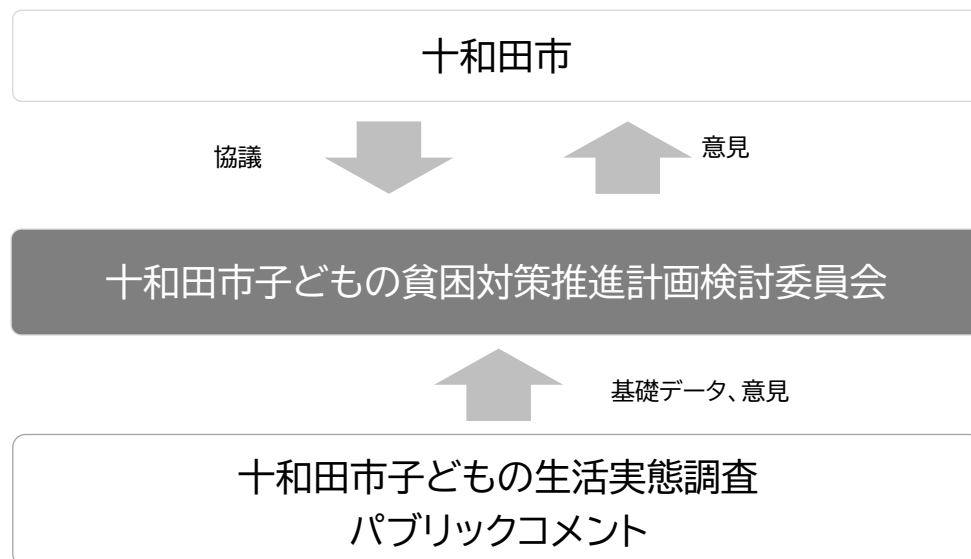 十和田市
協議
意見
十和田市子どもの貧困対策推進計画検討委員会
基礎データ、意見
十和田市子どもの生活実態調査
パブリックコメント